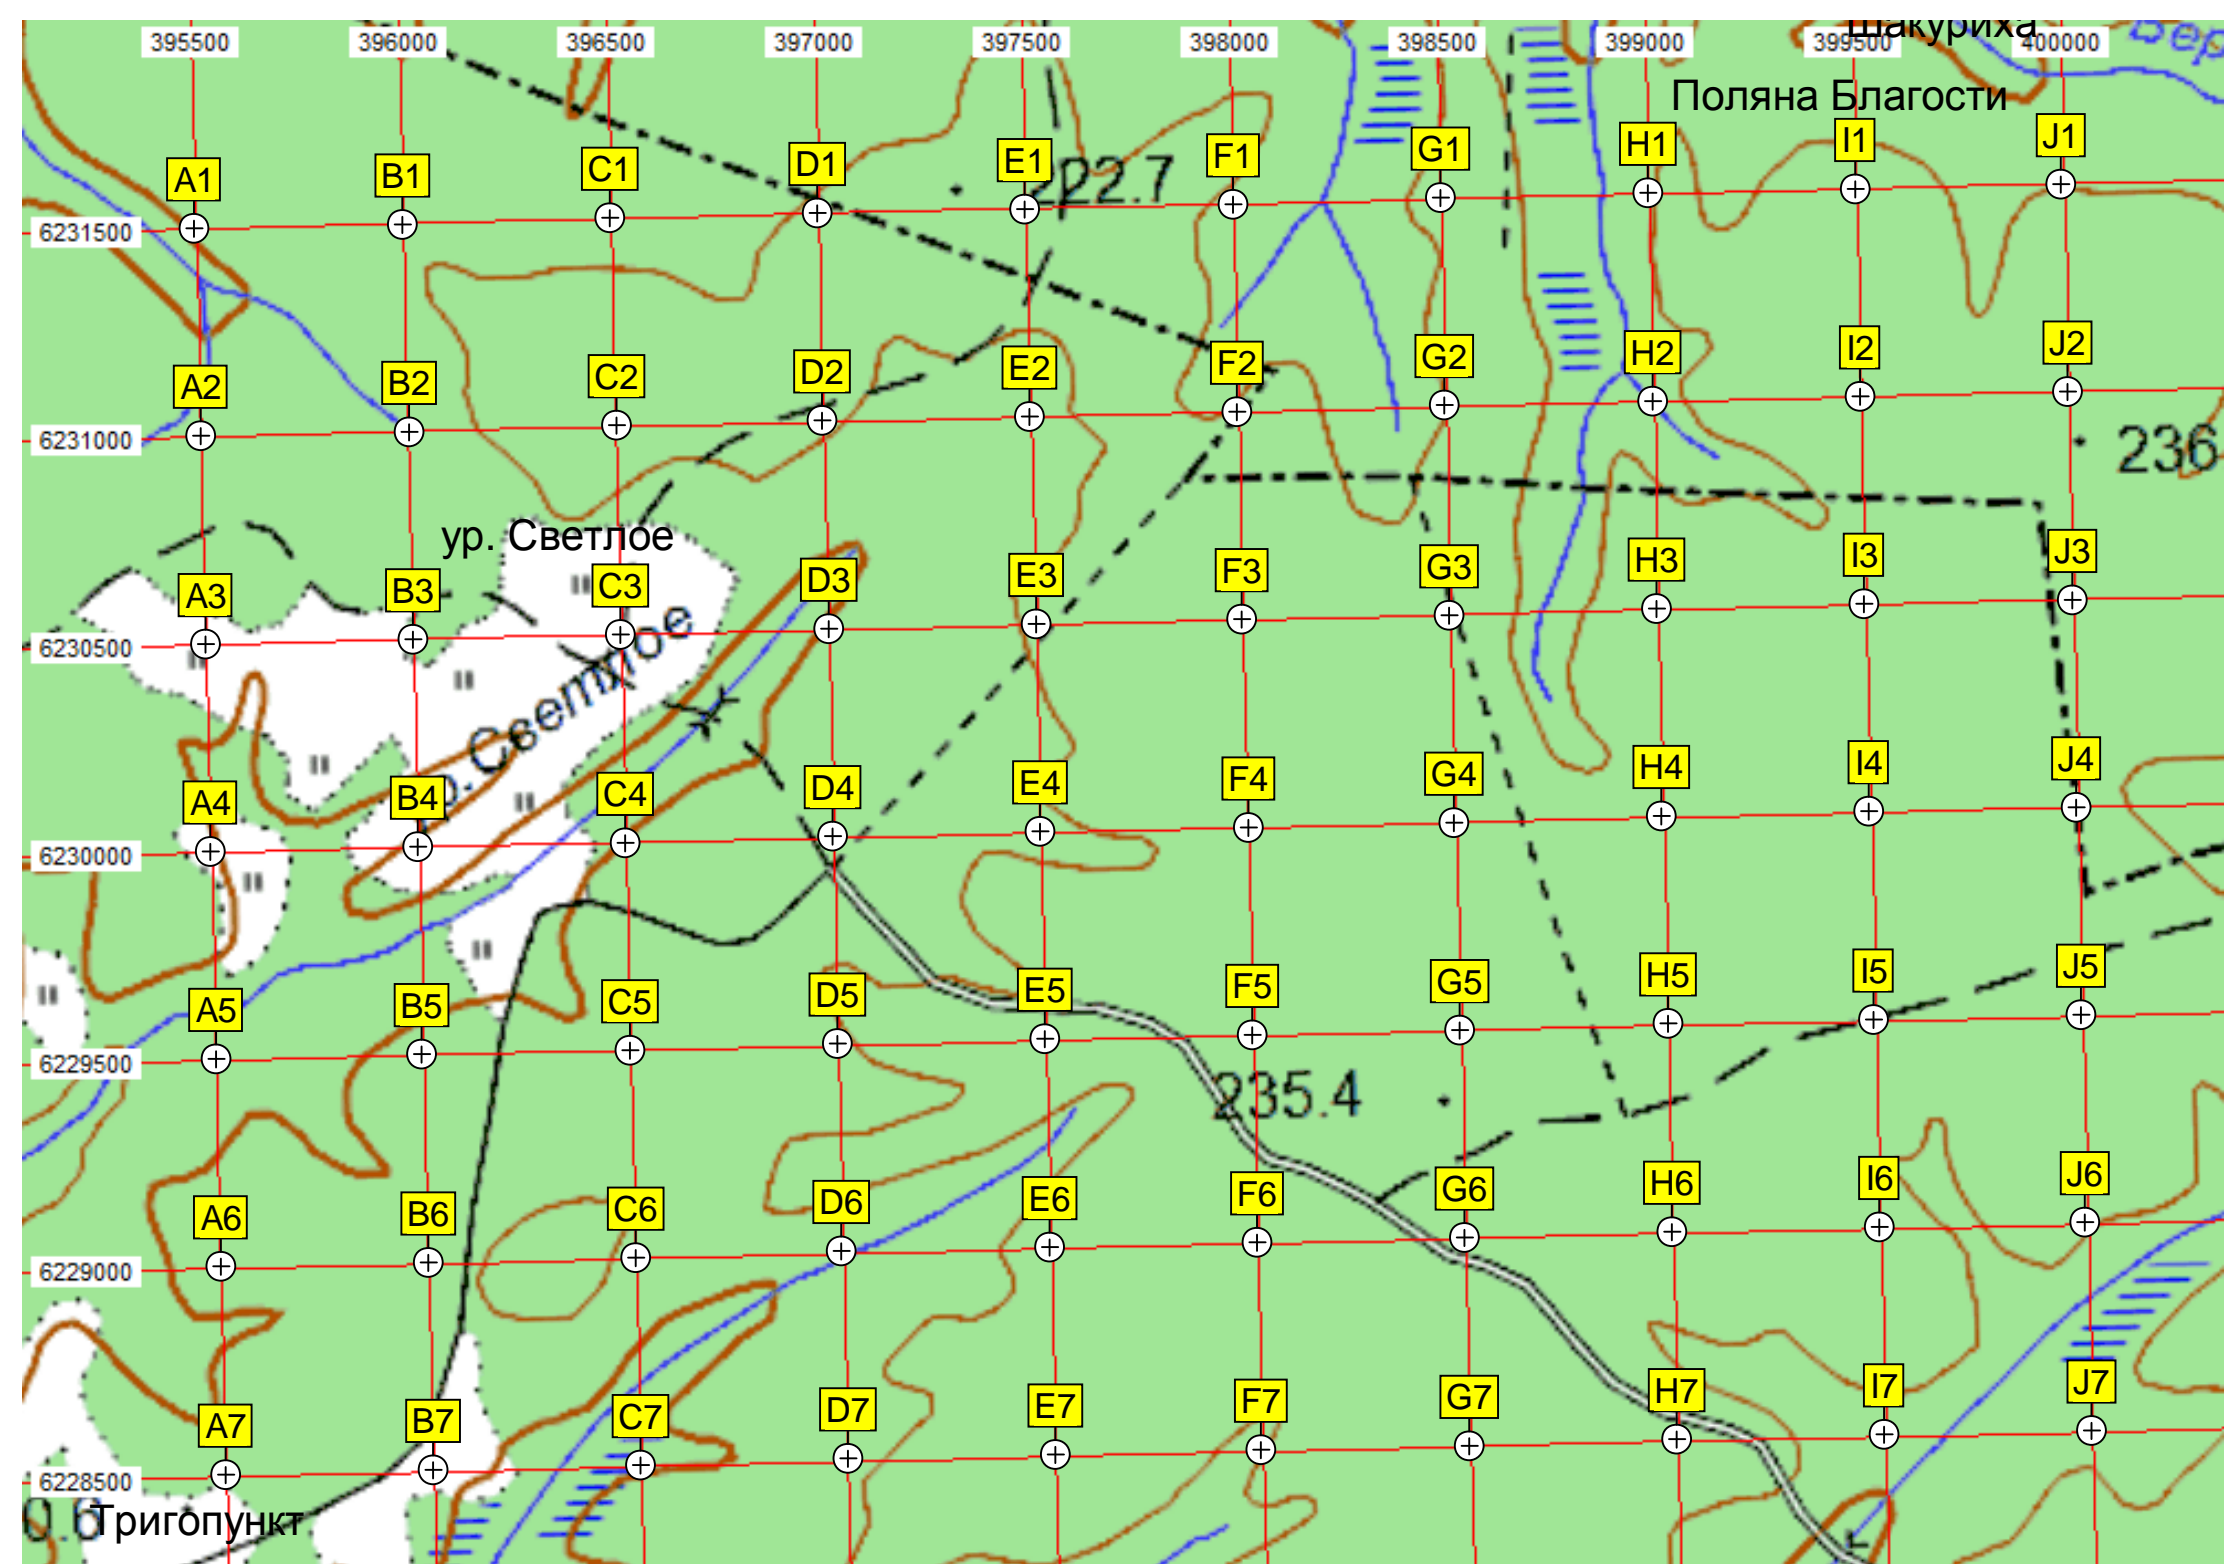 Шакуриха
395500 396000 396500 397000 397500 398000 398500 399000 399500 400000
Поляна Благости
A1 B1 C1 D1 E1 F1 G1 H1 I1 J1
222.7
6231500
A2 B2 C2 D2 E2 F2 G2 H2 I2 J2
6231000
236
ур. Светлое
A3 B3 C3 D3 E3 F3 G3 H3 I3 J3
6230500
р. Светлое
A4 B4 C4 D4 E4 F4 G4 H4 I4 J4
6230000
A5 B5 C5 D5 E5 F5 G5 H5 I5 J5
6229500
235.4
A6 B6 C6 D6 E6 F6 G6 H6 I6 J6
6229000
A7 B7 C7 D7 E7 F7 G7 H7 I7 J7
6228500
0.6
Тригопункт